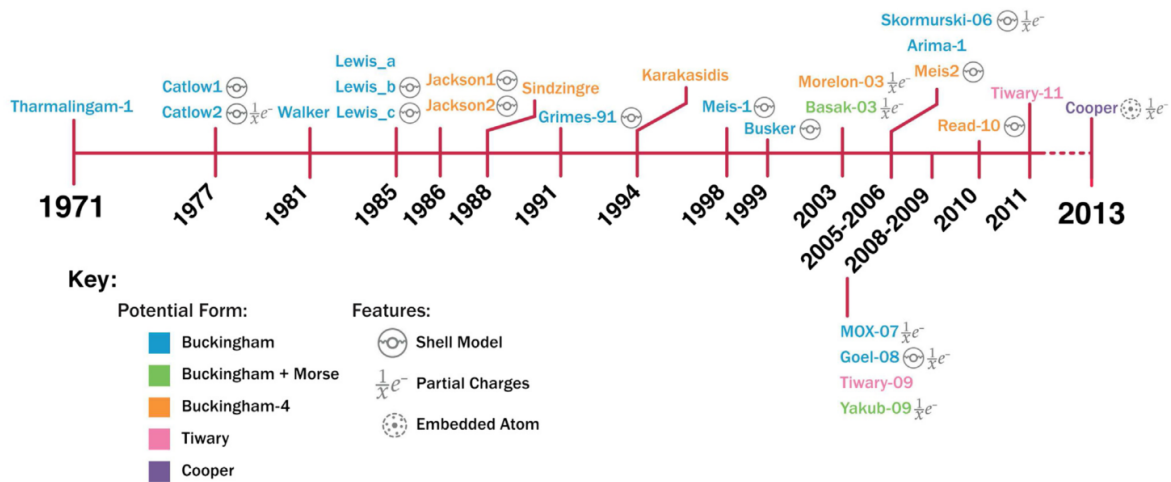 Skormurski-06 1/x e-
Arima-1
Meis2
Lewis_a
Lewis_b
Lewis_c
Catlow1
Catlow2 1/x e-
Tharmalingam-1
Walker
Jackson1
Jackson2
Sindzingre
Grimes-91
Karakasidis
Meis-1
Busker
Morelon-03 1/x e-
Basak-03 1/x e-
Read-10
Tiwary-11
Cooper 1/x e-
1971
1977
1981
1985
1986
1988
1991
1994
1998
1999
2003
2005-2006
2008-2009
2010
2011
2013
MOX-07 1/x e-
Goel-08 1/x e-
Tiwary-09
Yakub-09 1/x e-
Key:
Potential Form:
Buckingham
Buckingham + Morse
Buckingham-4
Tiwary
Cooper
Features:
Shell Model
1/x e- Partial Charges
Embedded Atom